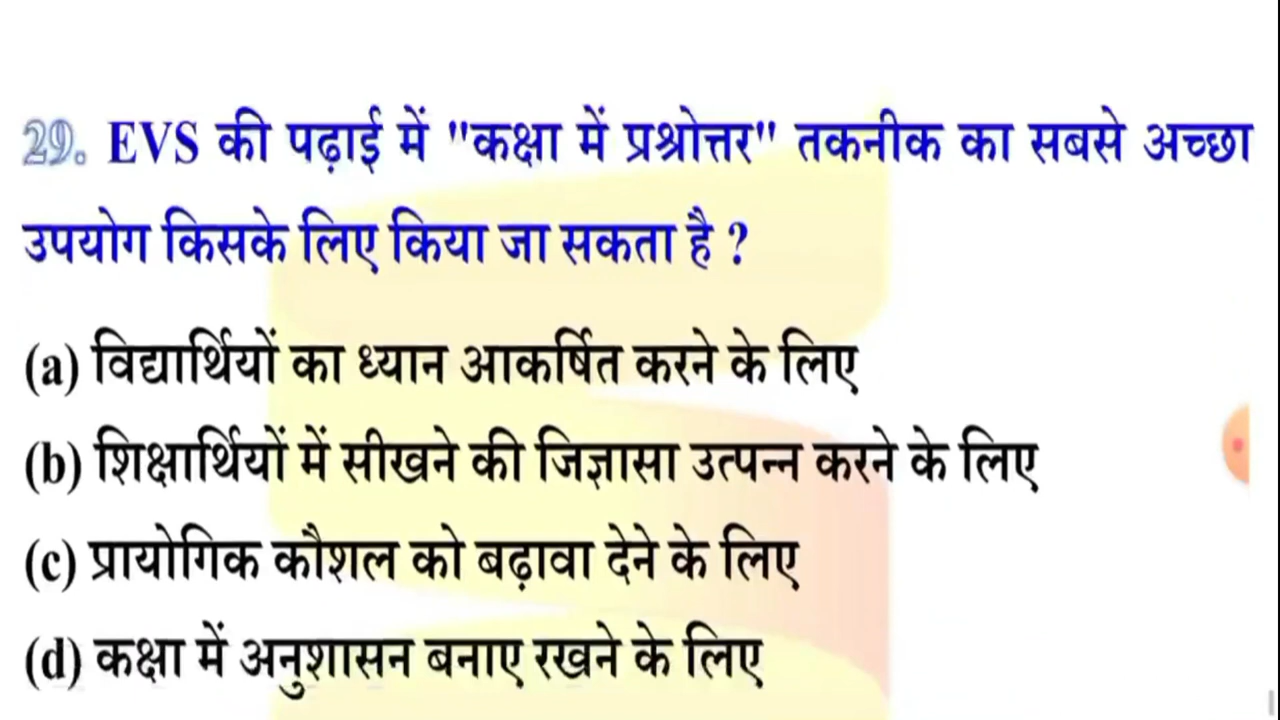 29. EVS की पढ़ाई में "कक्षा में प्रश्नोत्तर" तकनीक का सबसे अच्छा
उपयोग किसके लिए किया जा सकता है ?
(a) विद्यार्थियों का ध्यान आकर्षित करने के लिए
(b) शिक्षार्थियों में सीखने की जिज्ञासा उत्पन्न करने के लिए
(c) प्रायोगिक कौशल को बढ़ावा देने के लिए
(d) कक्षा में अनुशासन बनाए रखने के लिए